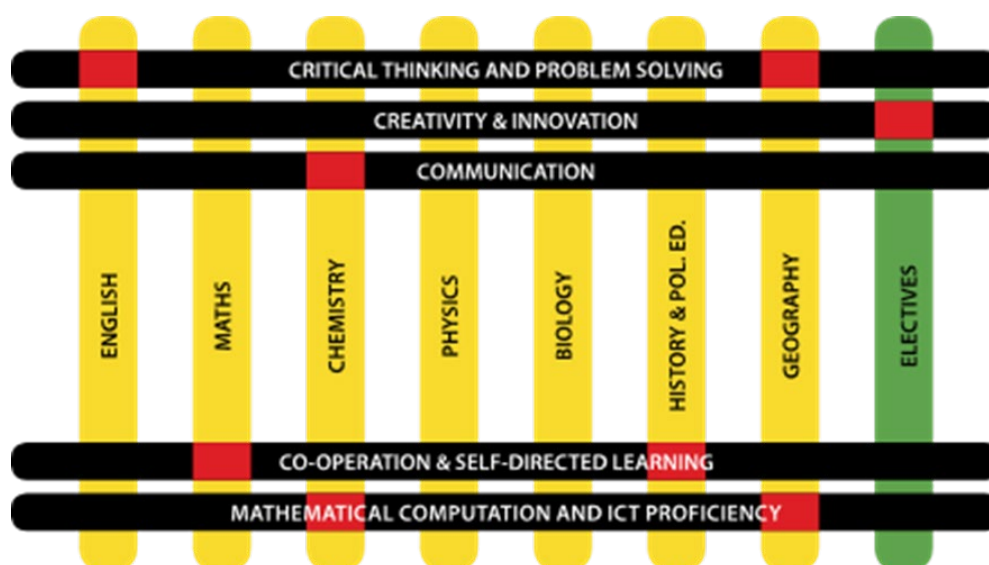 CRITICAL THINKING AND PROBLEM SOLVING
CREATIVITY & INNOVATION
COMMUNICATION
ENGLISH
MATHS
CHEMISTRY
PHYSICS
BIOLOGY
HISTORY & POL. ED.
GEOGRAPHY
ELECTIVES
CO-OPERATION & SELF-DIRECTED LEARNING
MATHEMATICAL COMPUTATION AND ICT PROFICIENCY